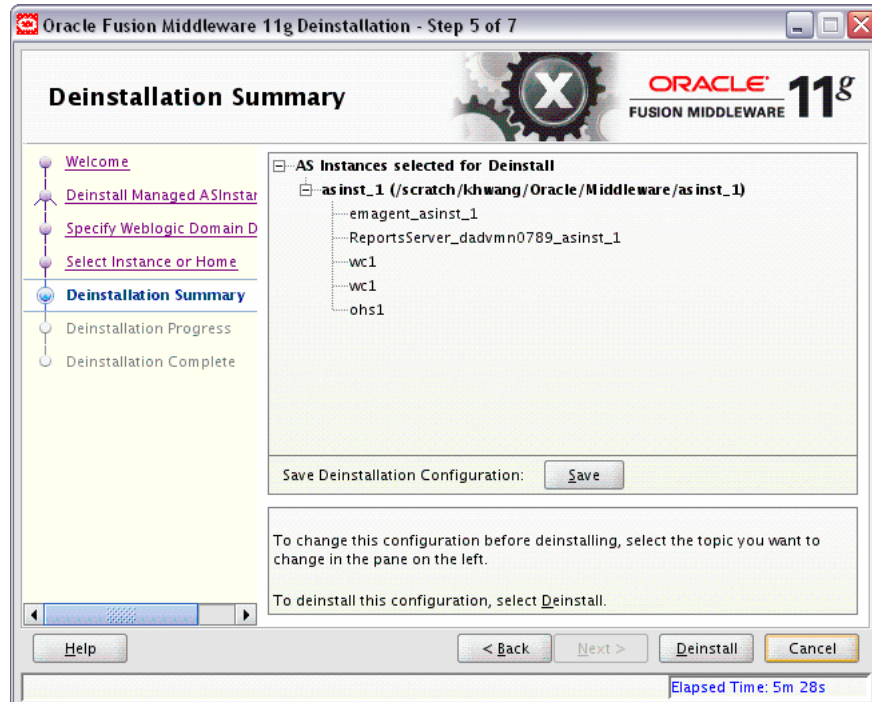 Oracle Fusion Middleware 11g Deinstallation - Step 5 of 7
Deinstallation Summary
ORACLE
FUSION MIDDLEWARE
11g
Welcome
Deinstall Managed ASInstar
Specify Weblogic Domain D
Select Instance or Home
Deinstallation Summary
Deinstallation Progress
Deinstallation Complete
AS Instances selected for Deinstall
asinst_1 (/scratch/khwang/Oracle/Middleware/asinst_1)
emagent_asinst_1
ReportsServer_dadvmn0789_asinst_1
wc1
wc1
ohs1
Save Deinstallation Configuration: Save
To change this configuration before deinstalling, select the topic you want to
change in the pane on the left.
To deinstall this configuration, select Deinstall.
Help < Back Next > Deinstall Cancel
Elapsed Time: 5m 28s